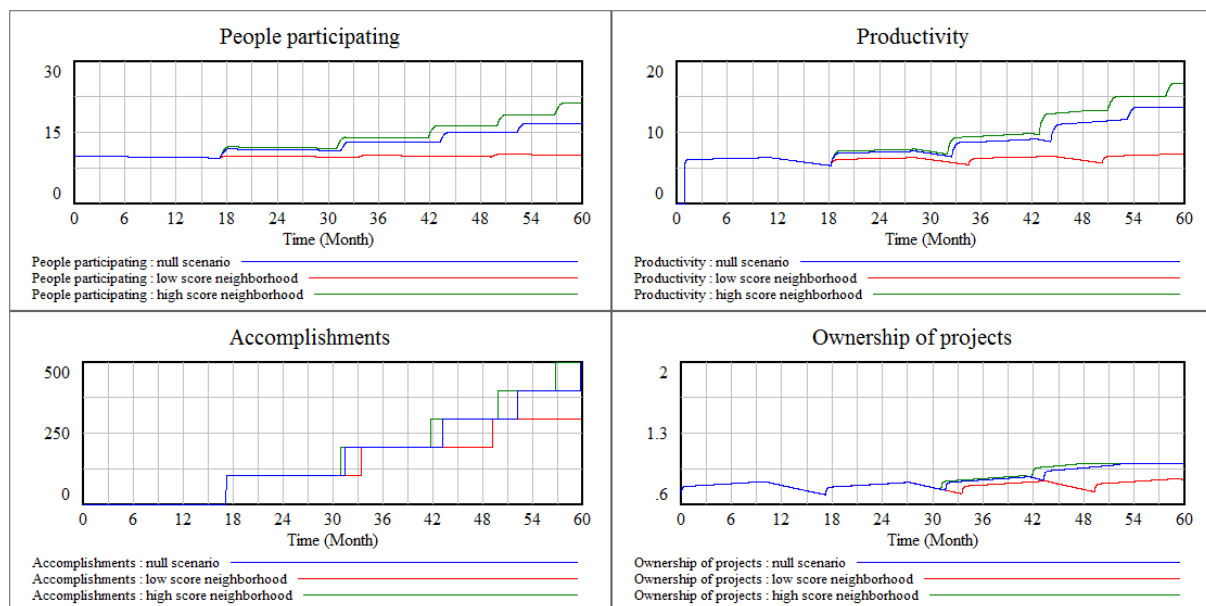 People participating
30
15
0
0 6 12 18 24 30 36 42 48 54 60
Time (Month)
People participating : null scenario
People participating : low score neighborhood
People participating : high score neighborhood
Productivity
20
10
0
0 6 12 18 24 30 36 42 48 54 60
Time (Month)
Productivity : null scenario
Productivity : low score neighborhood
Productivity : high score neighborhood
Accomplishments
500
250
0
0 6 12 18 24 30 36 42 48 54 60
Time (Month)
Accomplishments : null scenario
Accomplishments : low score neighborhood
Accomplishments : high score neighborhood
Ownership of projects
2
1.3
.6
0 6 12 18 24 30 36 42 48 54 60
Time (Month)
Ownership of projects : null scenario
Ownership of projects : low score neighborhood
Ownership of projects : high score neighborhood